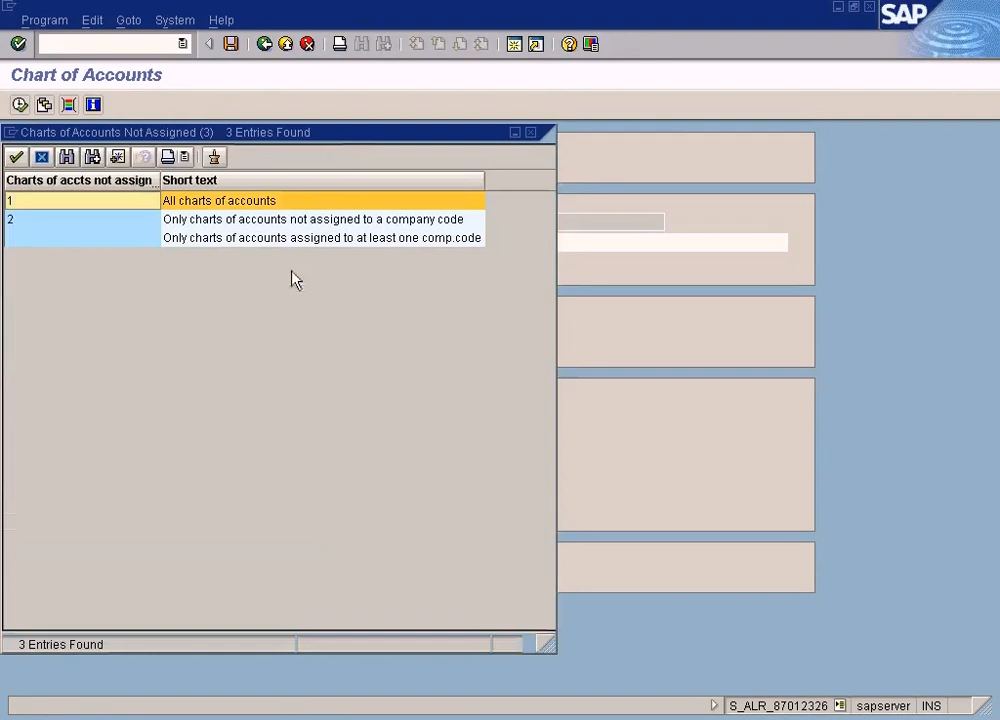 Program Edit Goto System Help
SAP
Chart of Accounts
Charts of Accounts Not Assigned (3) 3 Entries Found
Charts of accts not assign... Short text
1 All charts of accounts
2 Only charts of accounts not assigned to a company code
Only charts of accounts assigned to at least one comp.code
3 Entries Found
S_ALR_87012326 sapserver INS